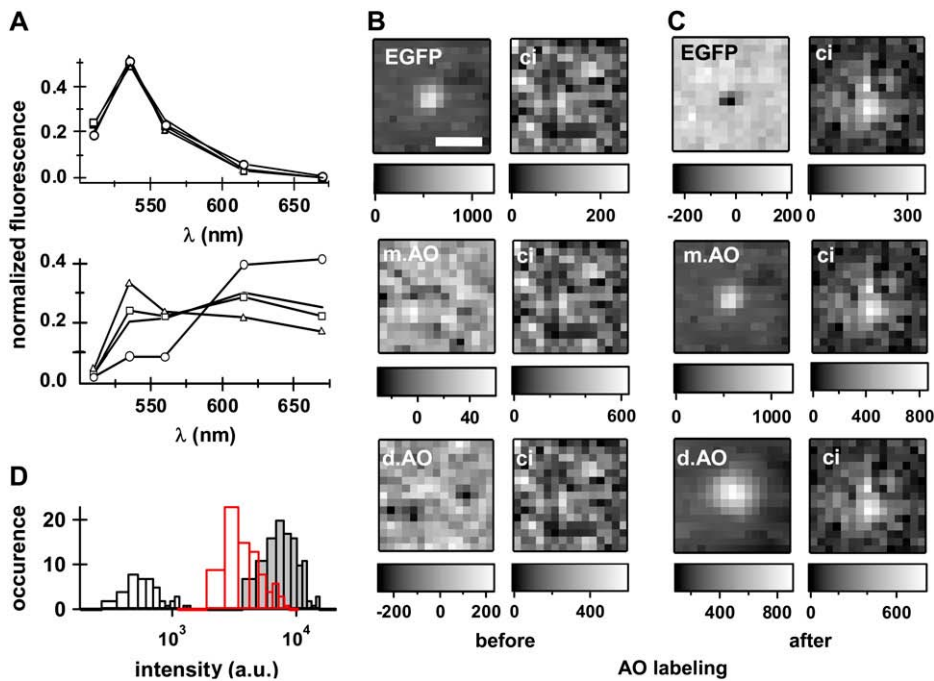 A
normalized fluorescence
0.4
0.2
0.0
550 600 650
λ (nm)
0.4
0.2
0.0
550 600 650
λ (nm)
B
EGFP
ci
0 1000
0 200
m.AO
ci
0 40
0 200 400 600
d.AO
ci
-200 0 200
0 400
before
C
EGFP
ci
-200 0 200
0 300
m.AO
ci
0 1000
0 400 800
d.AO
ci
400 800
0 600
after
AO labeling
D
occurrence
20
10
0
10³ 10⁴
intensity (a.u.)